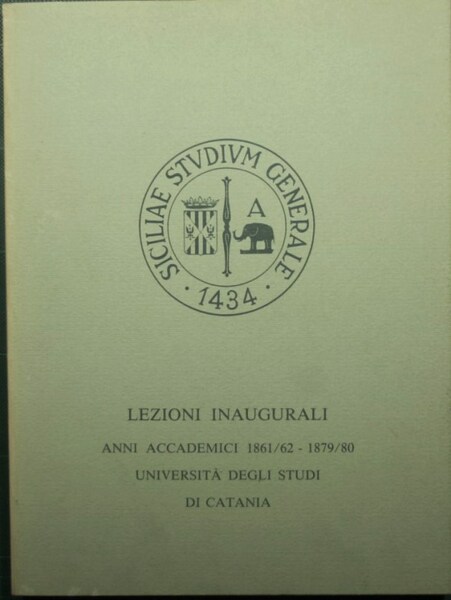 SICILIAE STVDIVM GENERALE
· 1434 ·
A
LEZIONI INAUGURALI
ANNI ACCADEMICI 1861/62 - 1879/80
UNIVERSITÀ DEGLI STUDI
DI CATANIA